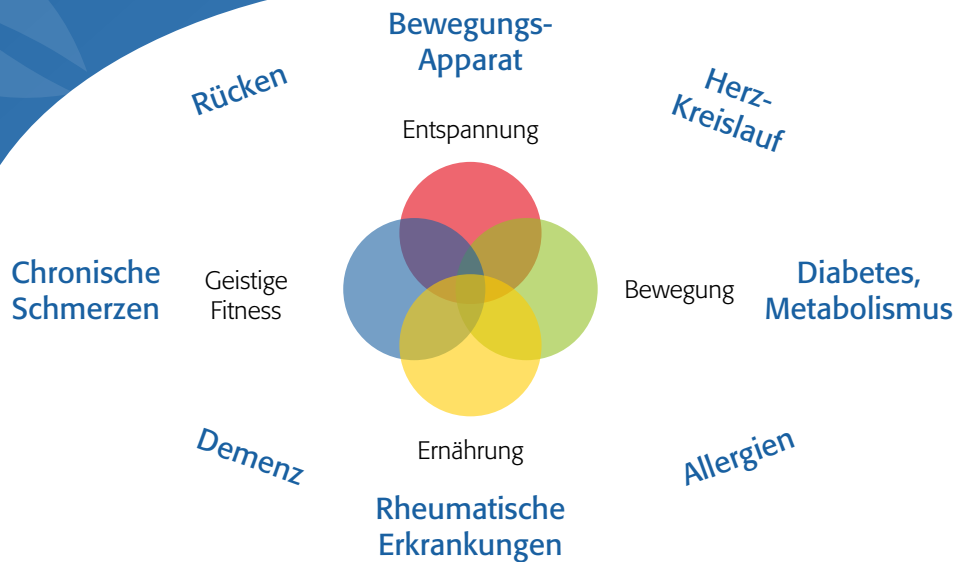 Bewegungs-
Apparat
Rücken
Herz-
Kreislauf
Entspannung
Chronische
Schmerzen
Geistige
Fitness
Bewegung
Diabetes,
Metabolismus
Demenz
Ernährung
Allergien
Rheumatische
Erkrankungen